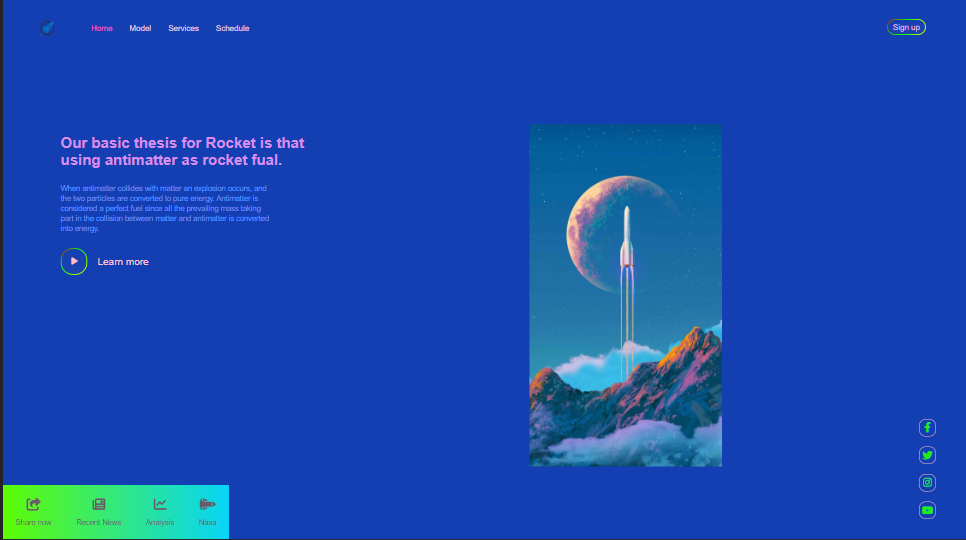 Home Model Services Schedule
Sign up
Our basic thesis for Rocket is that
using antimatter as rocket fual.
When antimatter collides with matter an explosion occurs, and
the two particles are converted to pure energy. Antimatter is
considered a perfect fuel since all the prevailing mass taking
part in the collision between matter and antimatter is converted
into energy.
Learn more
Share now Recent News Analysis Nasa